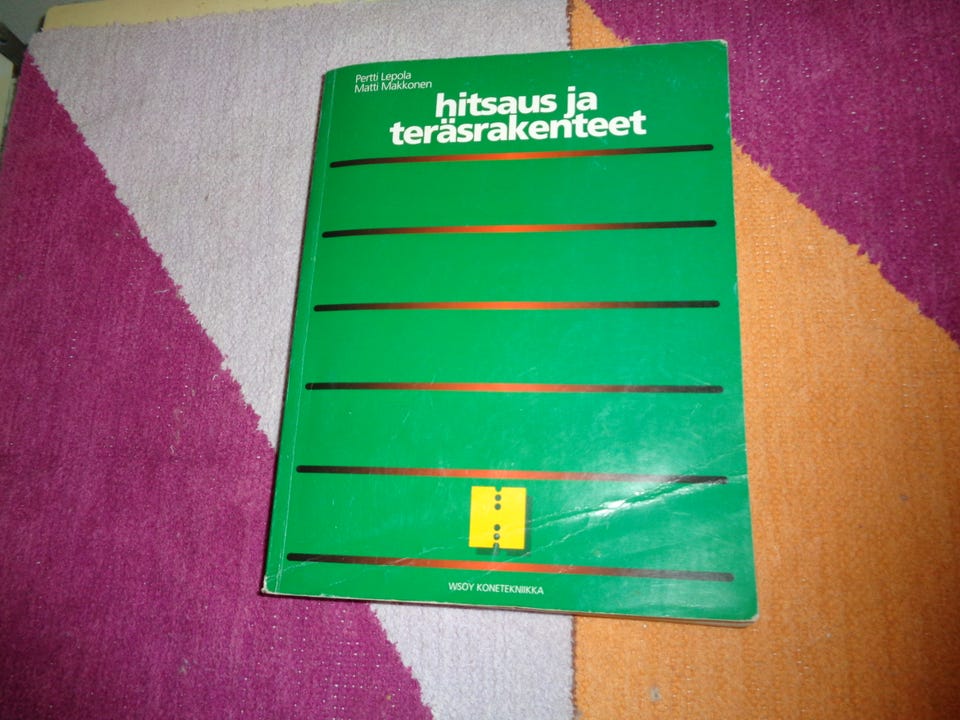 Pertti Lepola
Matti Makkonen
hitsaus ja
teräsrakenteet
WSOY KONETEKNIIKKA